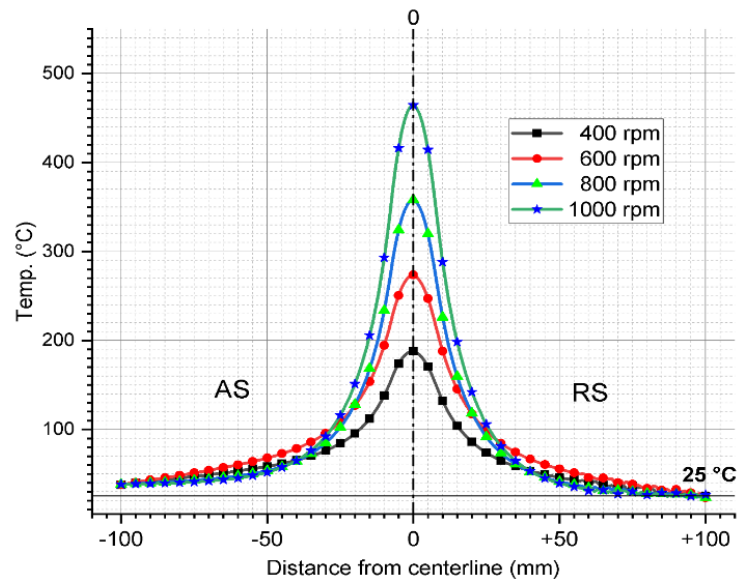 0
500
400 rpm
600 rpm
800 rpm
1000 rpm
400
300
Temp. (°C)
200
AS
RS
100
25 °C
-100
-50
0
+50
+100
Distance from centerline (mm)